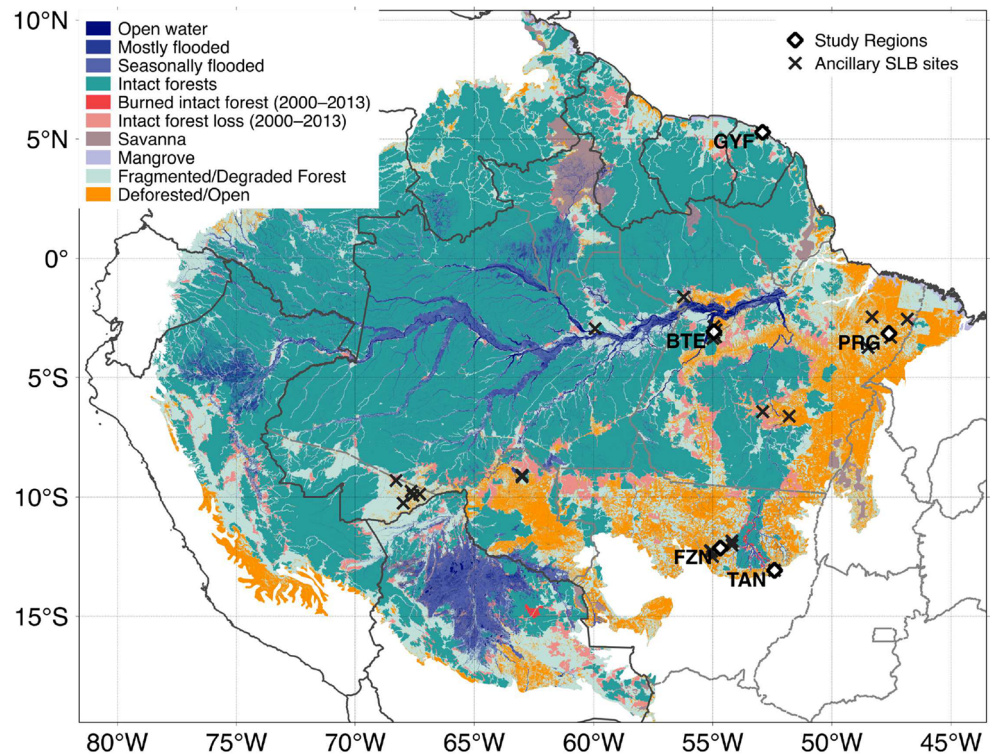 10°N
5°N
0°
5°S
10°S
15°S
Open water
Mostly flooded
Seasonally flooded
Intact forests
Burned intact forest (2000–2013)
Intact forest loss (2000–2013)
Savanna
Mangrove
Fragmented/Degraded Forest
Deforested/Open
Study Regions
Ancillary SLB sites
GYF
BTE
PRG
FZN
TAN
80°W 75°W 70°W 65°W 60°W 55°W 50°W 45°W